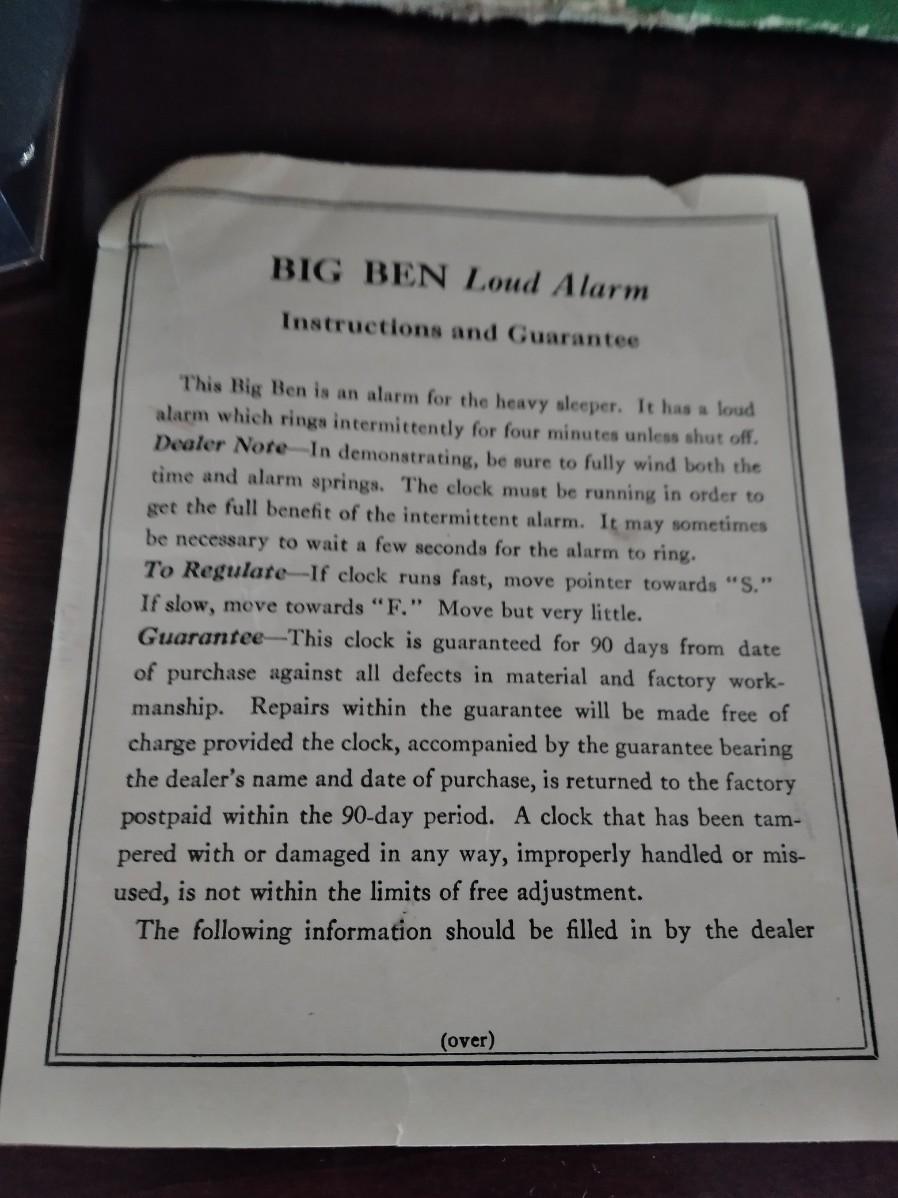 BIG BEN Loud Alarm
Instructions and Guarantee
This Big Ben is an alarm for the heavy sleeper. It has a loud
alarm which rings intermittently for four minutes unless shut off.
Dealer Note—In demonstrating, be sure to fully wind both the
time and alarm springs. The clock must be running in order to
get the full benefit of the intermittent alarm. It may sometimes
be necessary to wait a few seconds for the alarm to ring.
To Regulate—If clock runs fast, move pointer towards “S.”
If slow, move towards “F.” Move but very little.
Guarantee—This clock is guaranteed for 90 days from date
of purchase against all defects in material and factory work-
manship. Repairs within the guarantee will be made free of
charge provided the clock, accompanied by the guarantee bearing
the dealer’s name and date of purchase, is returned to the factory
postpaid within the 90-day period. A clock that has been tam-
pered with or damaged in any way, improperly handled or mis-
used, is not within the limits of free adjustment.
The following information should be filled in by the dealer
(over)